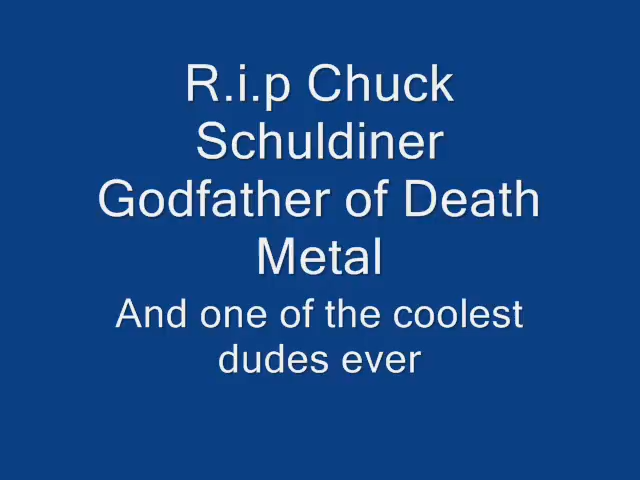 R.i.p Chuck
Schuldiner
Godfather of Death
Metal
And one of the coolest
dudes ever